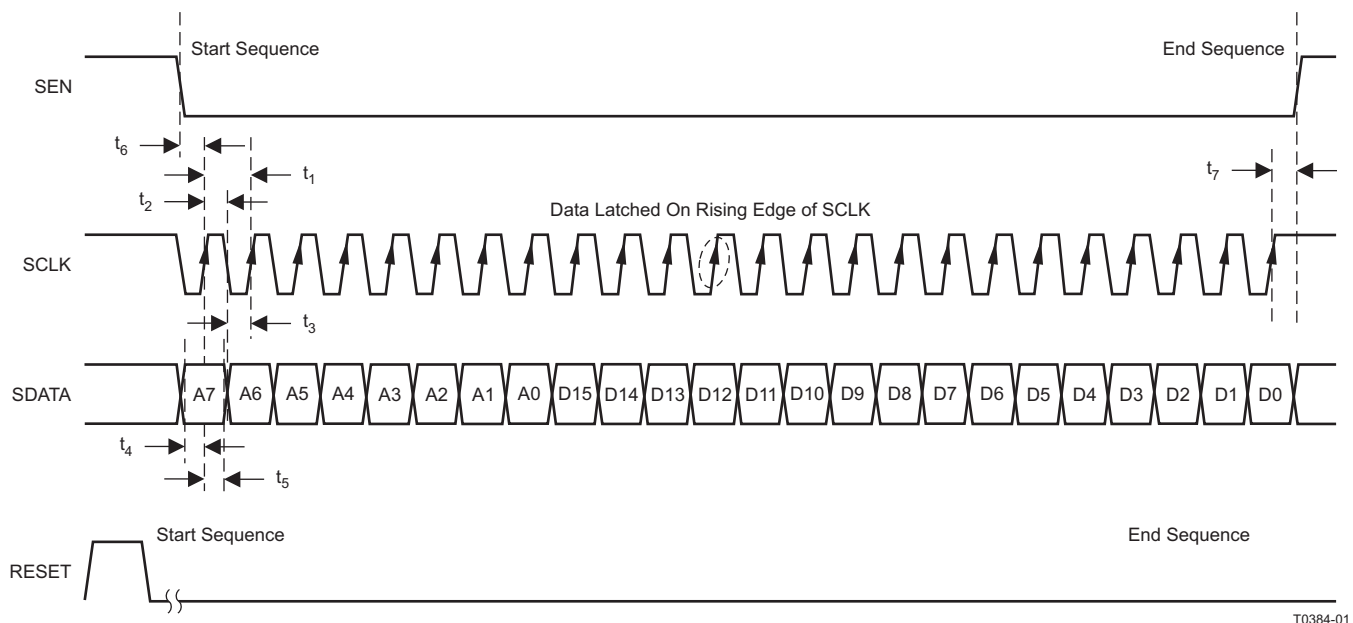 Start Sequence End Sequence
SEN
t6
t1 t7
t2
Data Latched On Rising Edge of SCLK
SCLK
t3
SDATA A7 A6 A5 A4 A3 A2 A1 A0 D15 D14 D13 D12 D11 D10 D9 D8 D7 D6 D5 D4 D3 D2 D1 D0
t4
t5
Start Sequence End Sequence
RESET
T0384-01